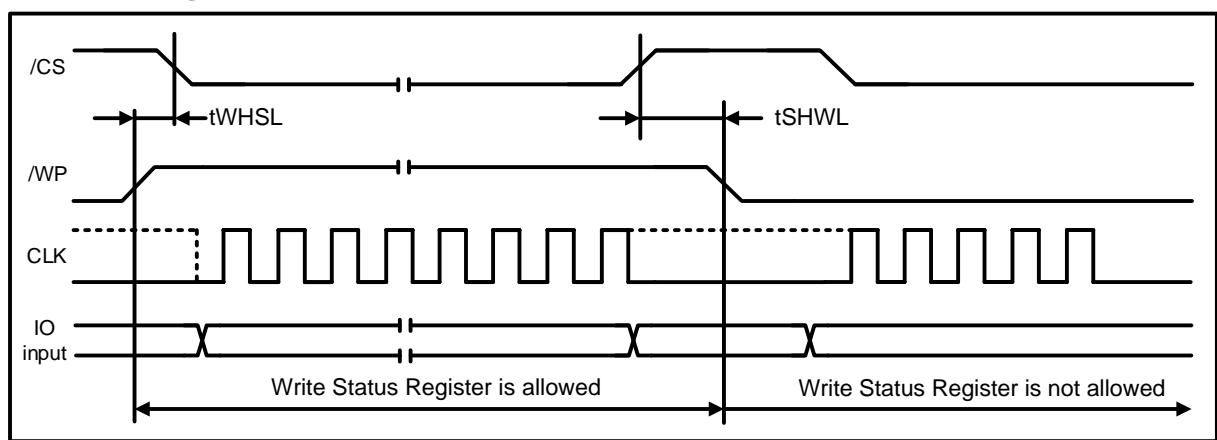 /CS
tWHSL
tSHWL
/WP
CLK
IO
input
Write Status Register is allowed
Write Status Register is not allowed